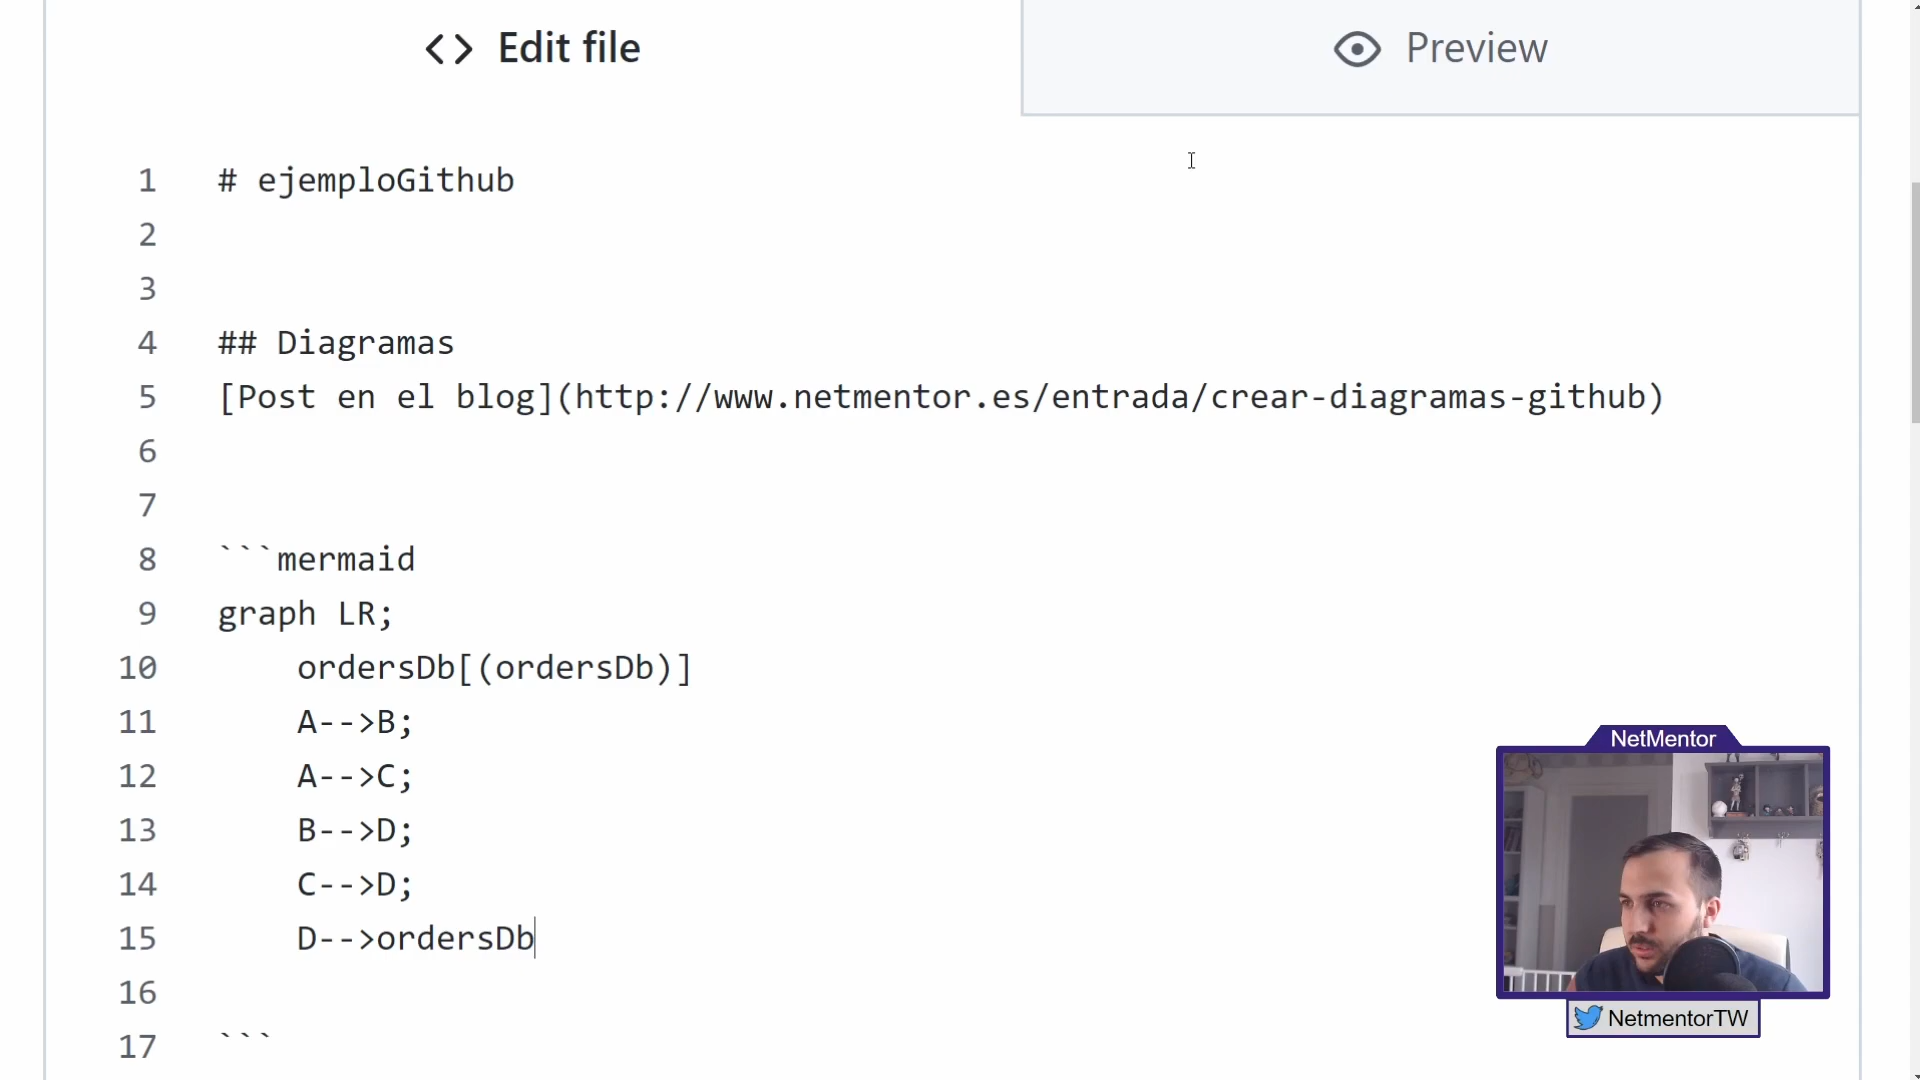 <> Edit file
Preview
1 # ejemploGithub
2
3
4 ## Diagramas
5 [Post en el blog](http://www.netmentor.es/entrada/crear-diagramas-github)
6
7
8 ```mermaid
9 graph LR;
10     ordersDb[(ordersDb)]
11     A-->B;
12     A-->C;
13     B-->D;
14     C-->D;
15     D-->ordersDb
16
17 ```
NetMentor
NetmentorTW